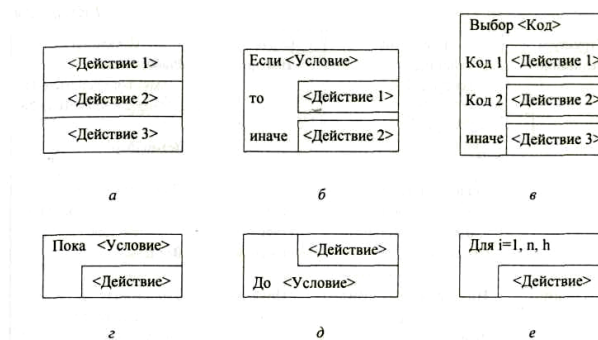 <Действие 1>
<Действие 2>
<Действие 3>
а
Если <Условие>
то <Действие 1>
иначе <Действие 2>
б
Выбор <Код>
Код 1 <Действие 1>
Код 2 <Действие 2>
иначе <Действие 3>
в
Пока <Условие>
<Действие>
г
<Действие>
До <Условие>
д
Для i=1, n, h
<Действие>
е